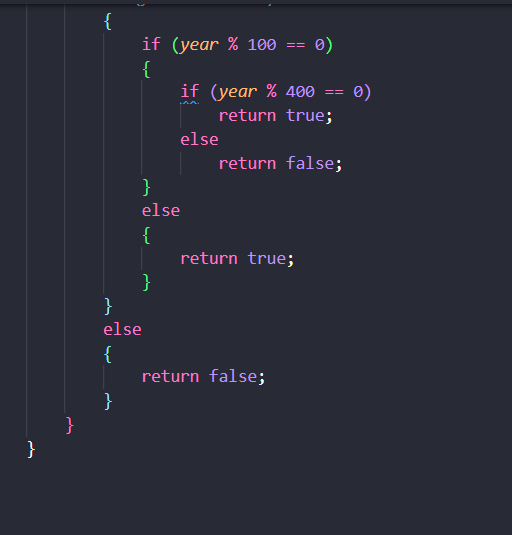 {
if (year % 100 == 0)
{
if (year % 400 == 0)
return true;
else
return false;
}
else
{
return true;
}
}
else
{
return false;
}
}
}